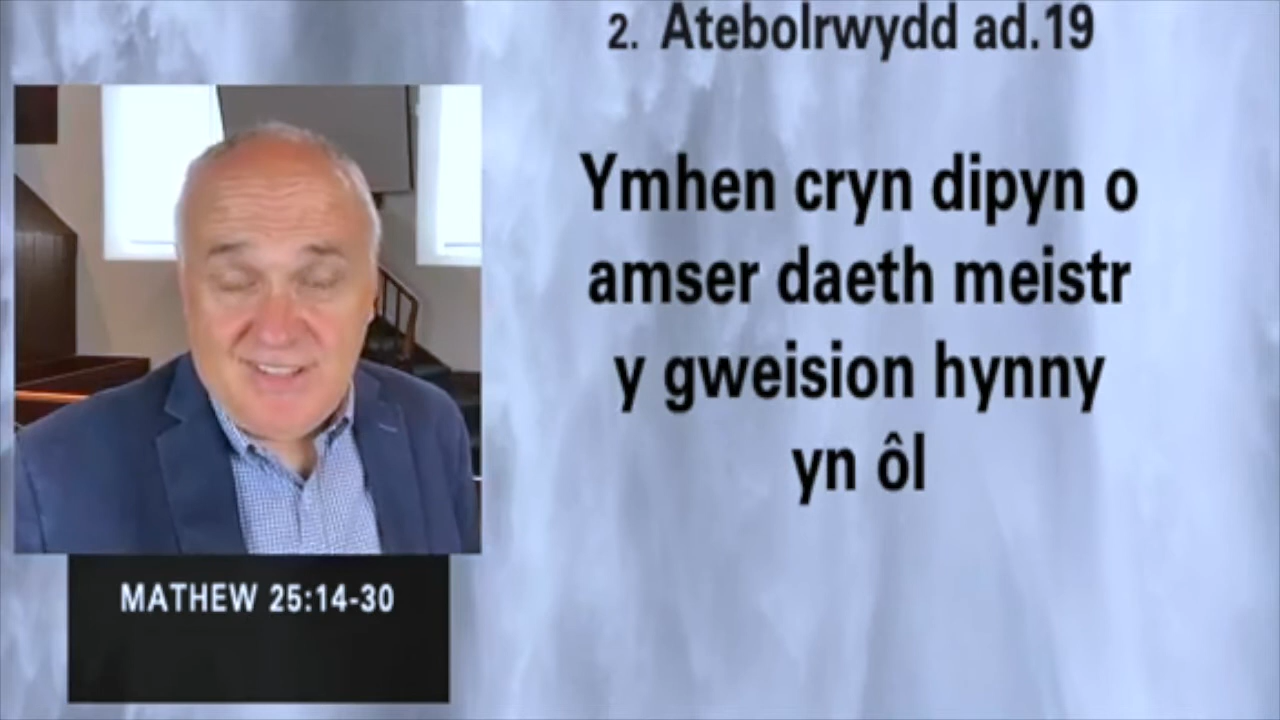 2. Atebolrwydd ad.19
Ymhen cryn dipyn o
amser daeth meistr
y gweision hynny
yn ôl
MATHEW 25:14-30